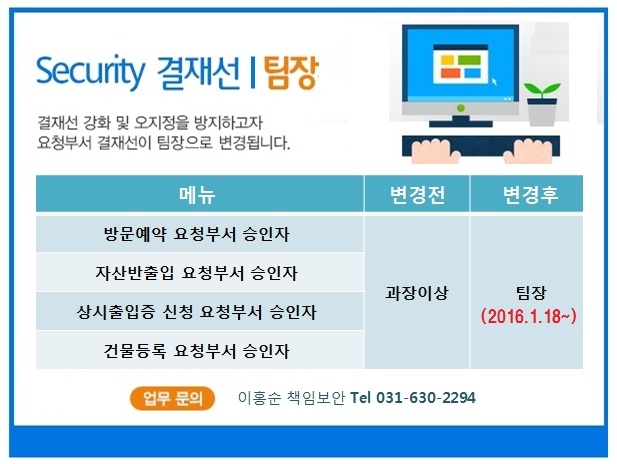 Security 결재선 | 팀장
결재선 강화 및 오지정을 방지하고자
요청부서 결재선이 팀장으로 변경됩니다.
메뉴 변경전 변경후
방문예약 요청부서 승인자
자산반출입 요청부서 승인자
상시출입증 신청 요청부서 승인자
건물등록 요청부서 승인자
과장이상
팀장
(2016.1.18~)
업무 문의 이홍순 책임보안 Tel 031-630-2294